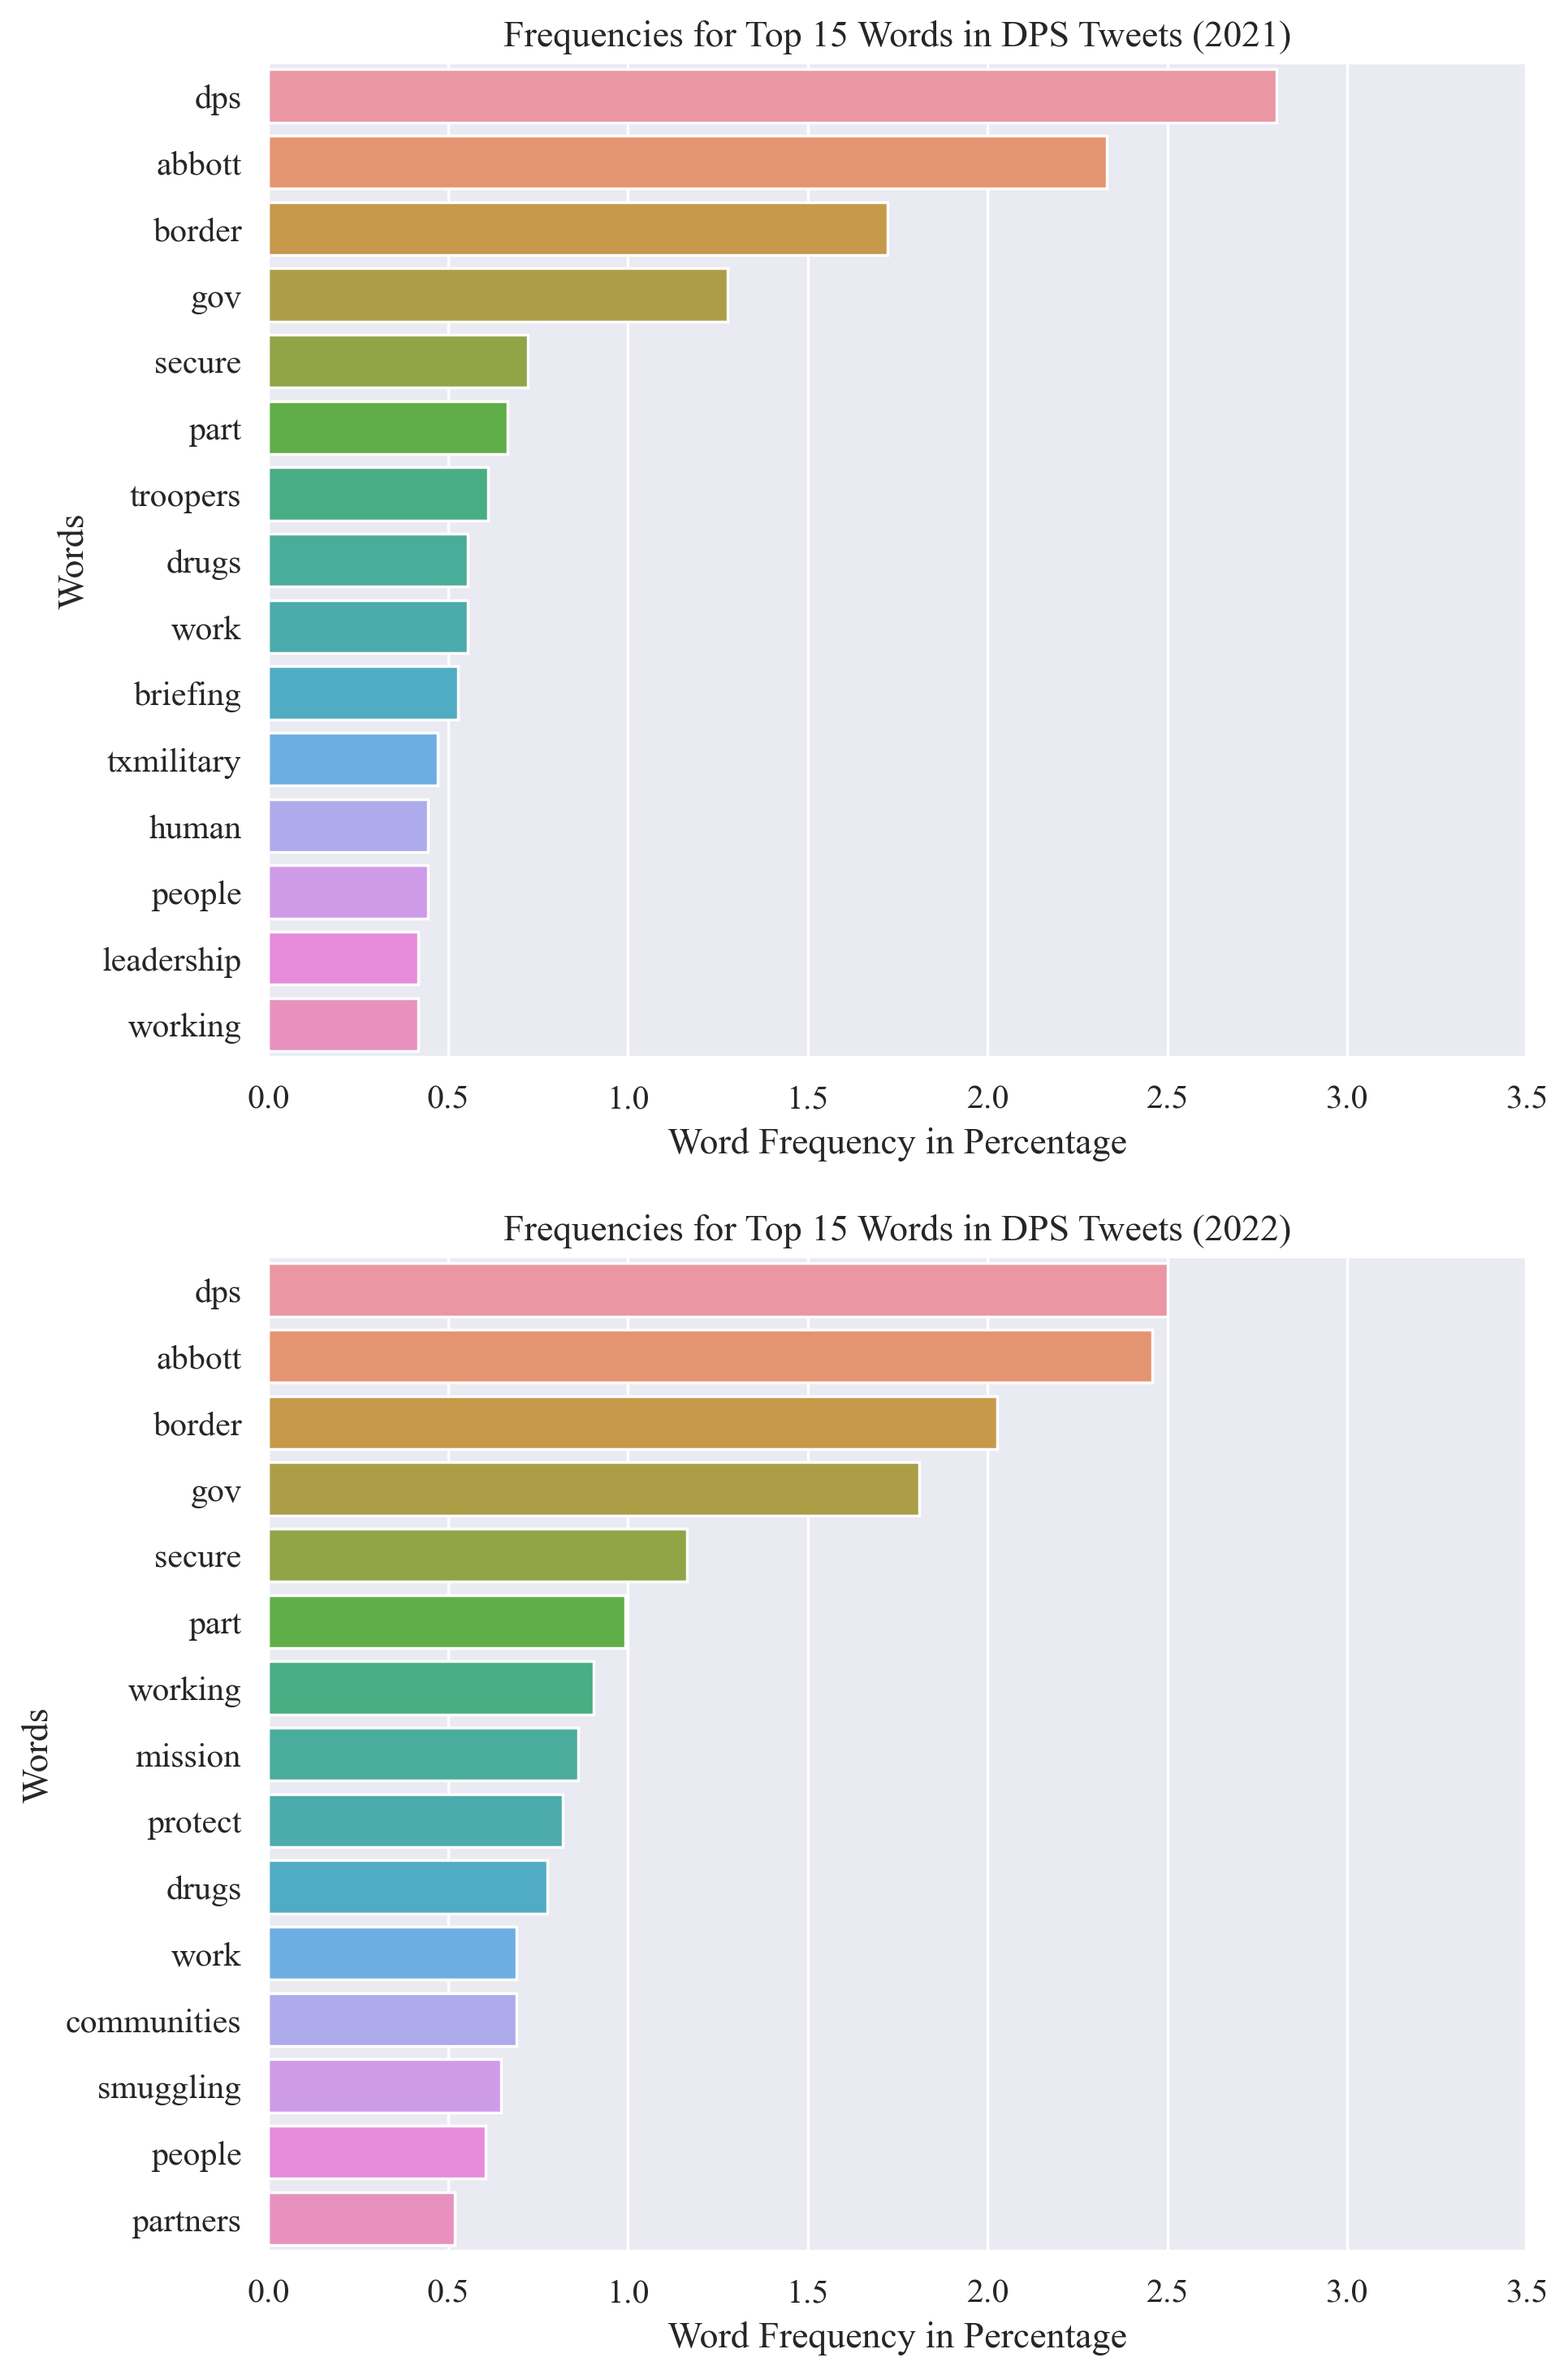 Frequencies for Top 15 Words in DPS Tweets (2021)
dps
abbott
border
gov
secure
part
troopers
drugs
work
briefing
txmilitary
human
people
leadership
working
Words
0.0 0.5 1.0 1.5 2.0 2.5 3.0 3.5
Word Frequency in Percentage
Frequencies for Top 15 Words in DPS Tweets (2022)
dps
abbott
border
gov
secure
part
working
mission
protect
drugs
work
communities
smuggling
people
partners
Words
0.0 0.5 1.0 1.5 2.0 2.5 3.0 3.5
Word Frequency in Percentage